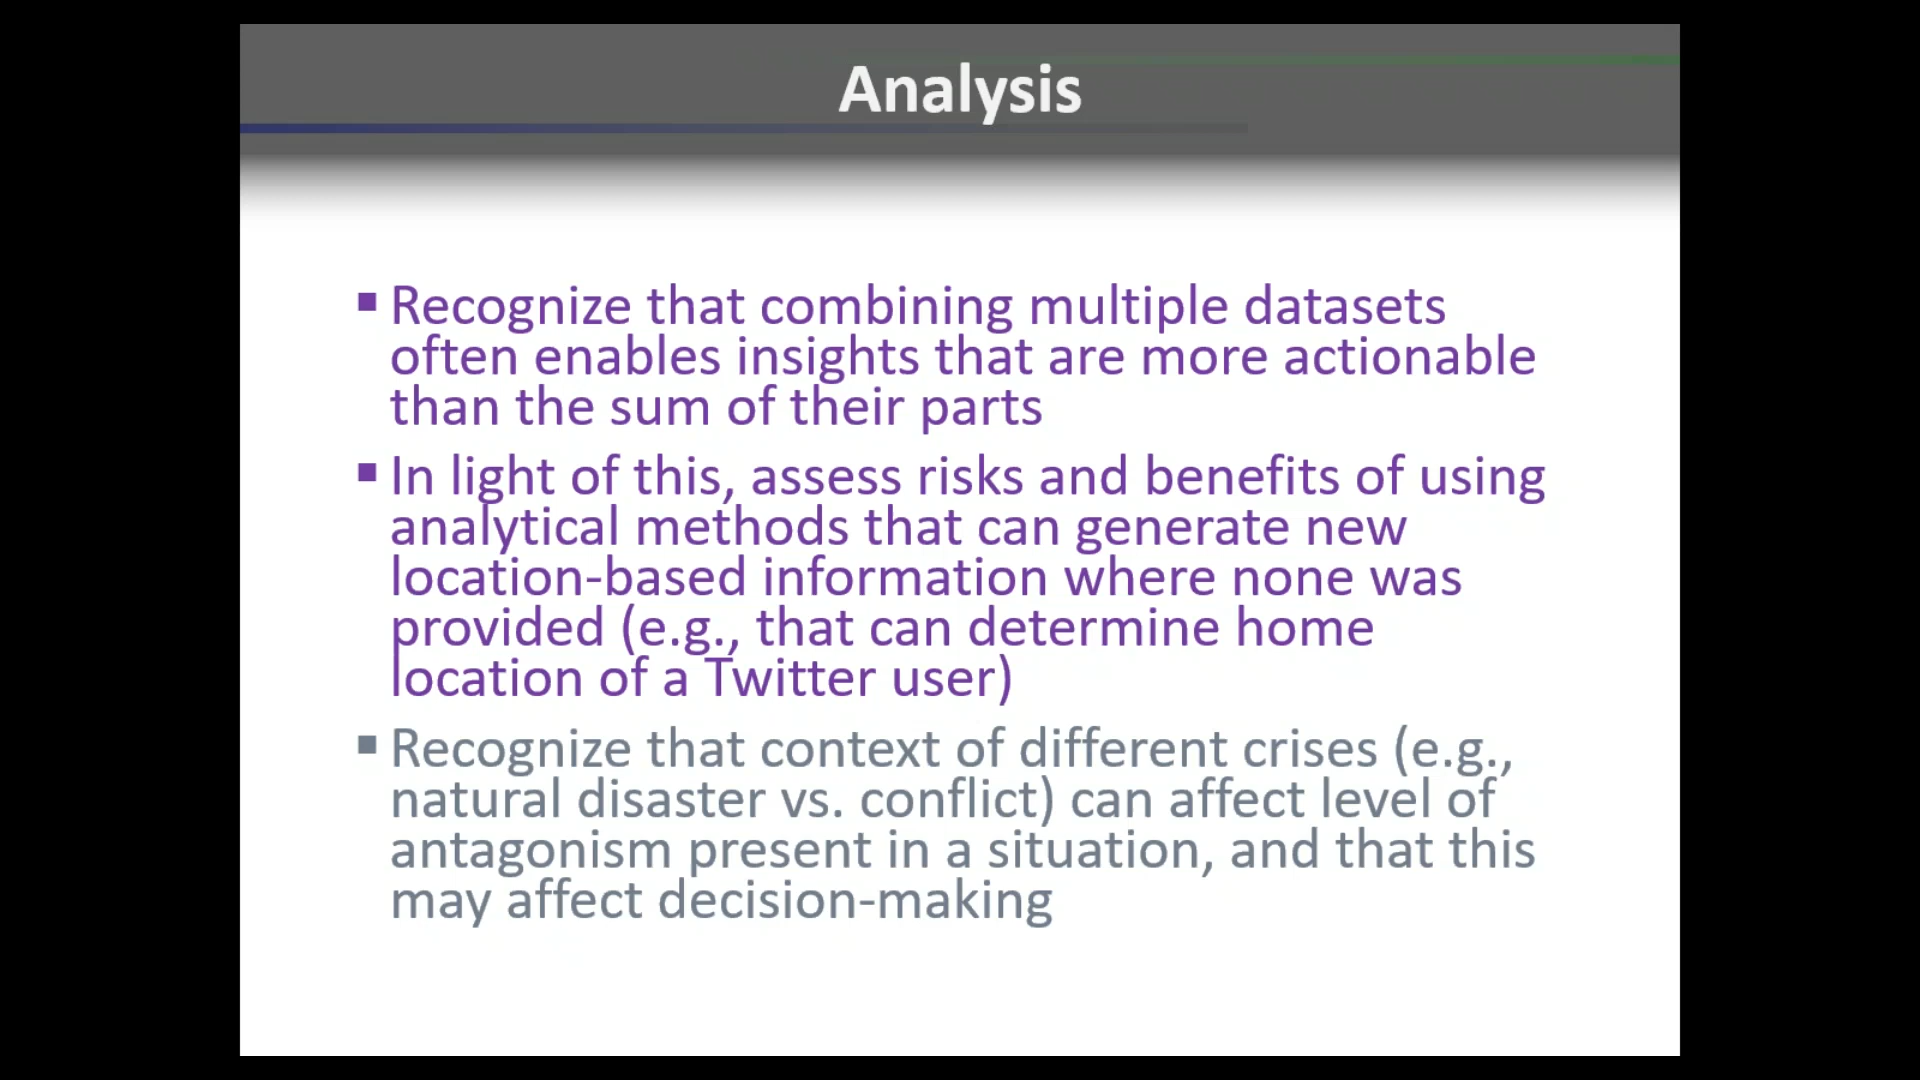 Analysis
▪ Recognize that combining multiple datasets
often enables insights that are more actionable
than the sum of their parts
▪ In light of this, assess risks and benefits of using
analytical methods that can generate new
location-based information where none was
provided (e.g., that can determine home
location of a Twitter user)
▪ Recognize that context of different crises (e.g.,
natural disaster vs. conflict) can affect level of
antagonism present in a situation, and that this
may affect decision-making